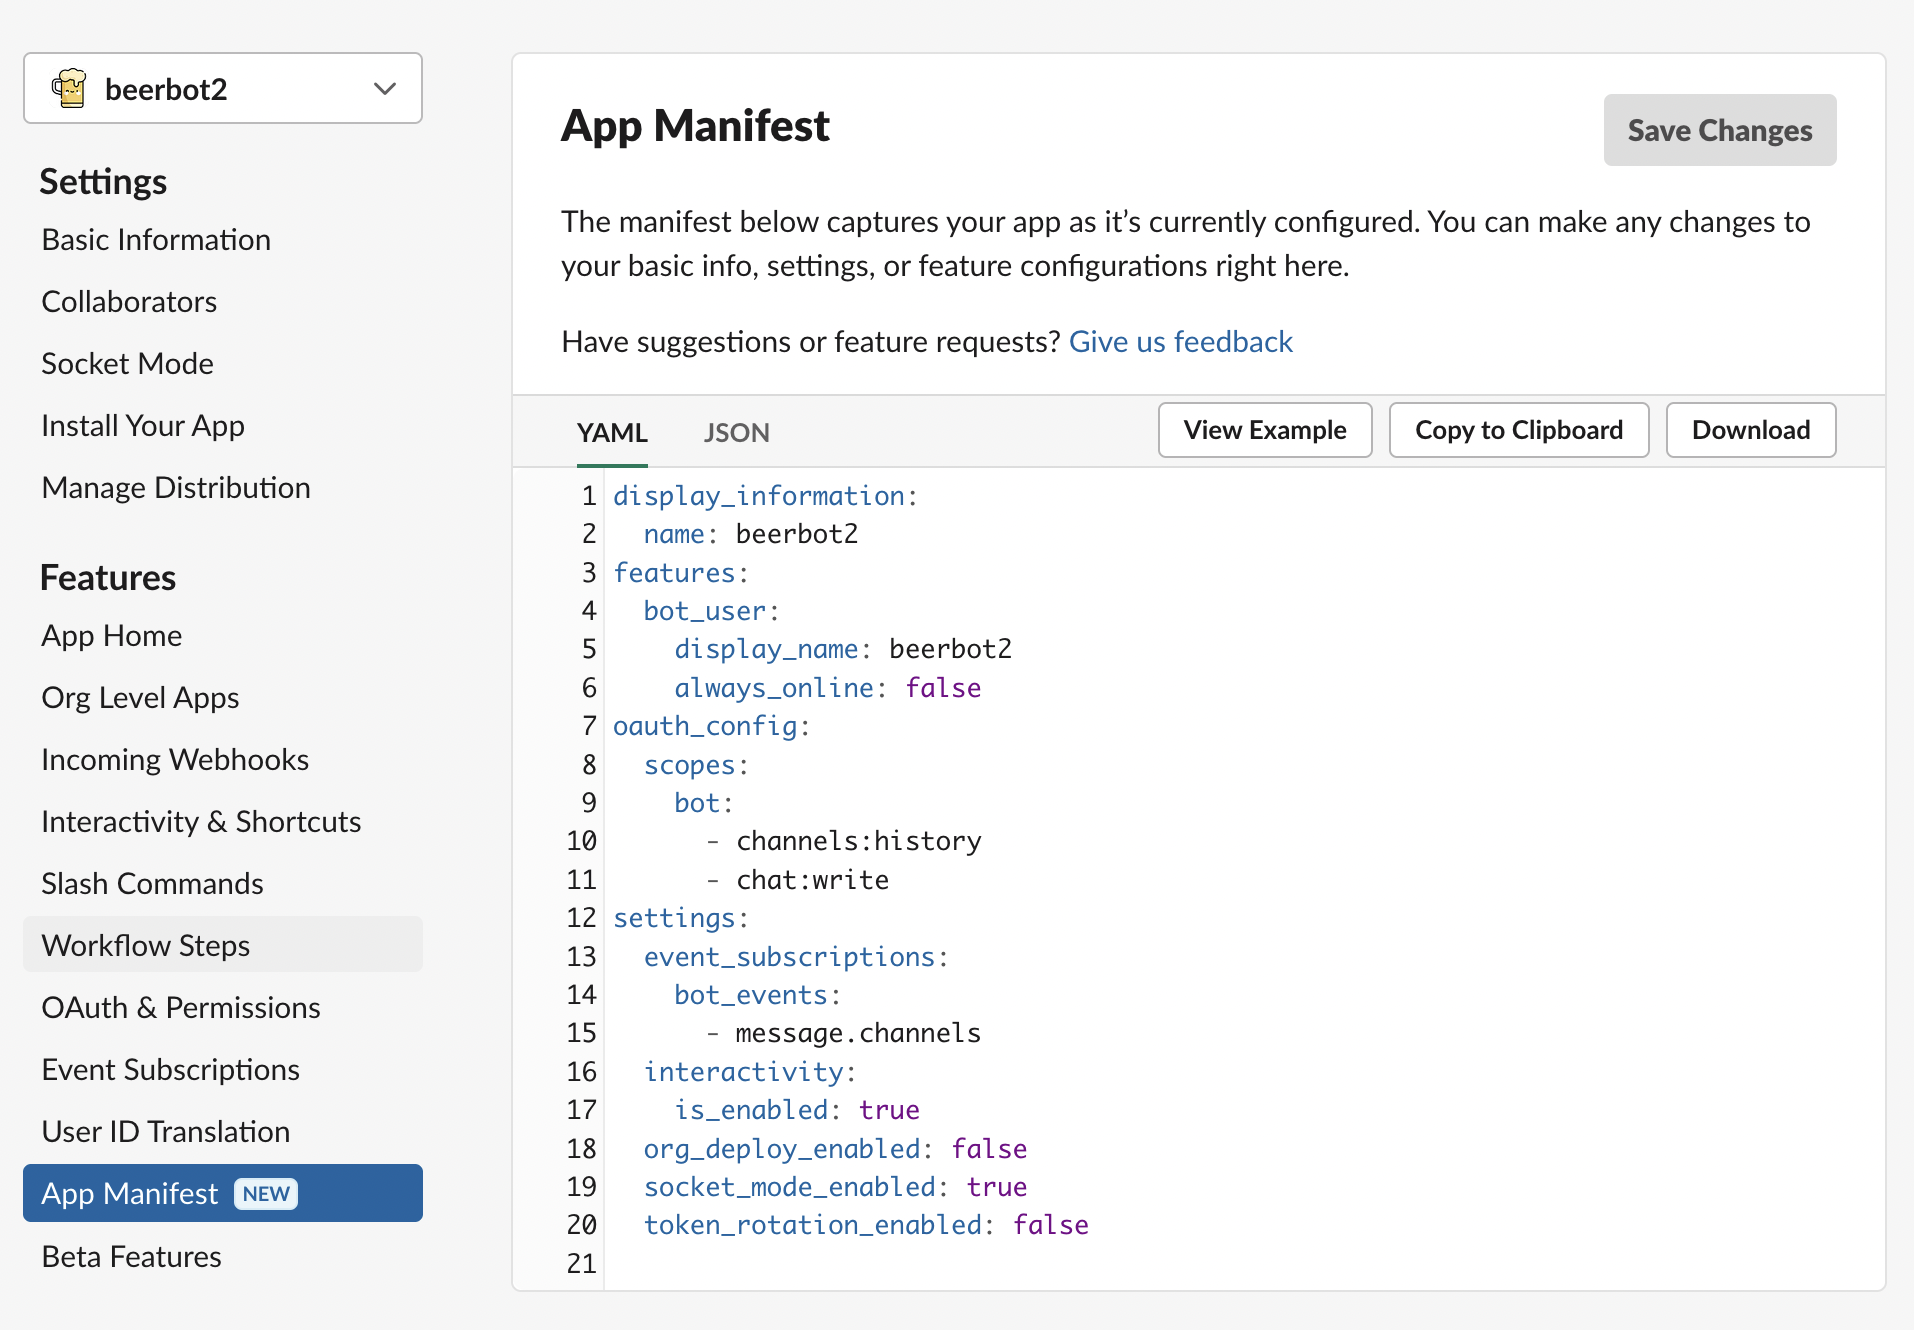 beerbot2
Settings
Basic Information
Collaborators
Socket Mode
Install Your App
Manage Distribution
Features
App Home
Org Level Apps
Incoming Webhooks
Interactivity & Shortcuts
Slash Commands
Workflow Steps
OAuth & Permissions
Event Subscriptions
User ID Translation
App Manifest NEW
Beta Features
App Manifest
Save Changes
The manifest below captures your app as it’s currently configured. You can make any changes to
your basic info, settings, or feature configurations right here.
Have suggestions or feature requests? Give us feedback
YAML JSON View Example Copy to Clipboard Download
1 display_information:
2   name: beerbot2
3 features:
4   bot_user:
5     display_name: beerbot2
6     always_online: false
7 oauth_config:
8   scopes:
9     bot:
10       - channels:history
11       - chat:write
12 settings:
13   event_subscriptions:
14     bot_events:
15       - message.channels
16   interactivity:
17     is_enabled: true
18   org_deploy_enabled: false
19   socket_mode_enabled: true
20   token_rotation_enabled: false
21